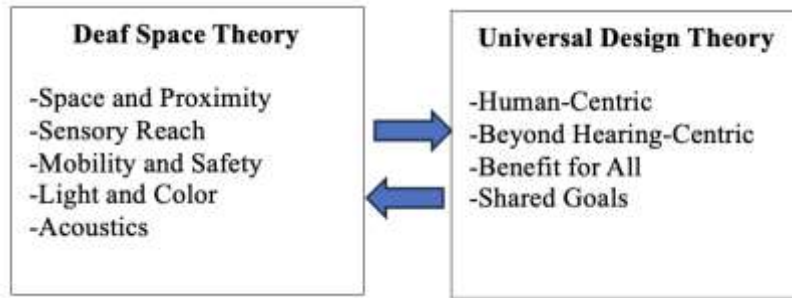 Deaf Space Theory
-Space and Proximity
-Sensory Reach
-Mobility and Safety
-Light and Color
-Acoustics
Universal Design Theory
-Human-Centric
-Beyond Hearing-Centric
-Benefit for All
-Shared Goals